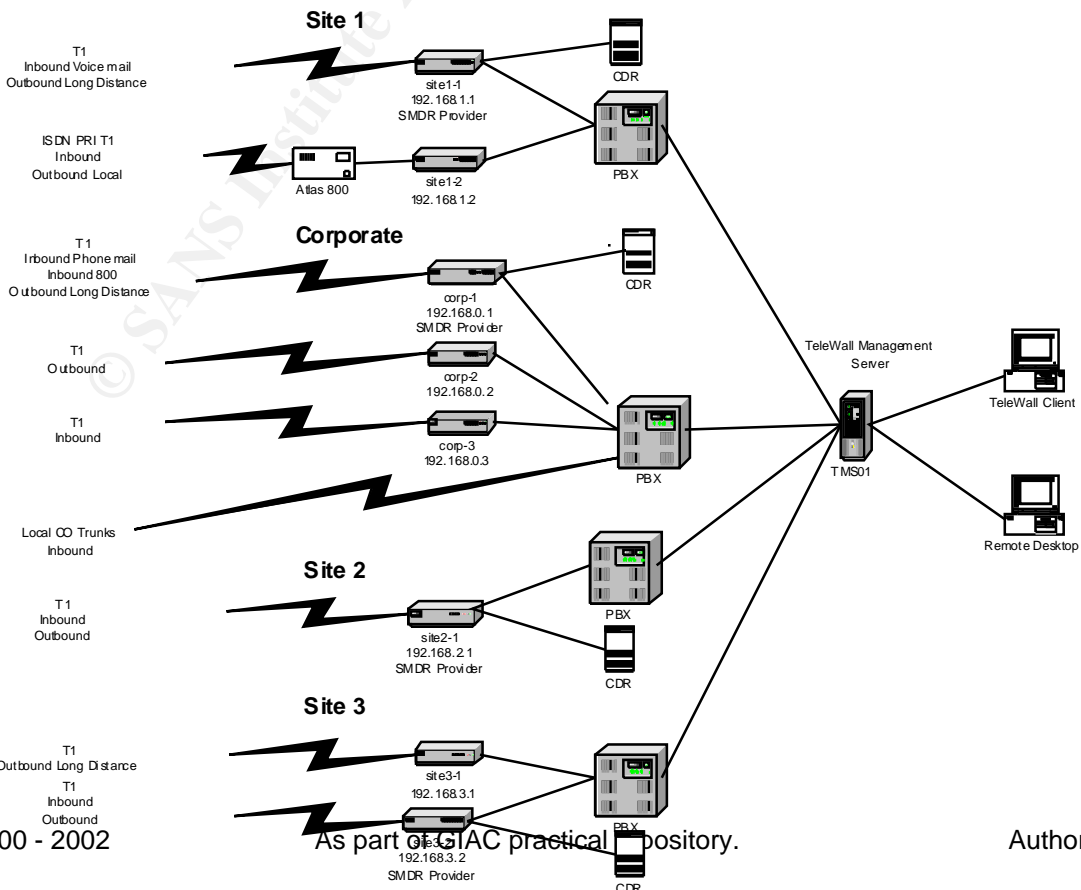 Site 1
T1
Inbound Voice mail
Outbound Long Distance
site1-1
192.168.1.1
SMDR Provider
CDR
ISDN PRI T1
Inbound
Outbound Local
Atlas 800
site1-2
192.168.1.2
PBX
© SANS Institute
Corporate
T1
Inbound Phone mail
Inbound 800
Outbound Long Distance
corp-1
192.168.0.1
SMDR Provider
CDR
T1
Outbound
corp-2
192.168.0.2
T1
Inbound
corp-3
192.168.0.3
PBX
TeleWall Management
Server
TMS01
TeleWall Client
Remote Desktop
Local CO Trunks
Inbound
Site 2
T1
Inbound
Outbound
site2-1
192.168.2.1
SMDR Provider
PBX
CDR
Site 3
T1
Outbound Long Distance
site3-1
192.168.3.1
T1
Inbound
Outbound
site3-2
192.168.3.2
SMDR Provider
PBX
CDR
00 - 2002
As part of GIAC practical repository.
Author